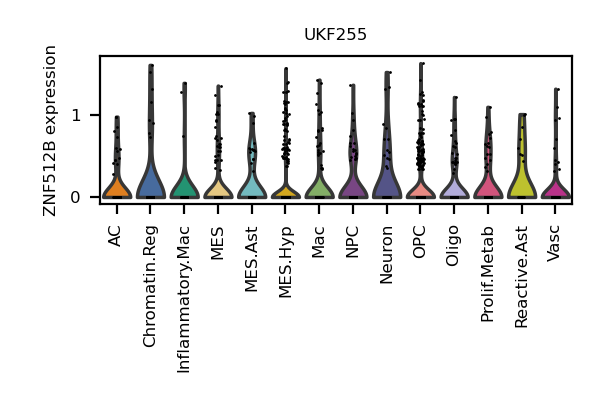 UKF255
ZNF512B expression
1
0
AC
Chromatin.Reg
Inflammatory.Mac
MES
MES.Ast
MES.Hyp
Mac
NPC
Neuron
OPC
Oligo
Prolif.Metab
Reactive.Ast
Vasc